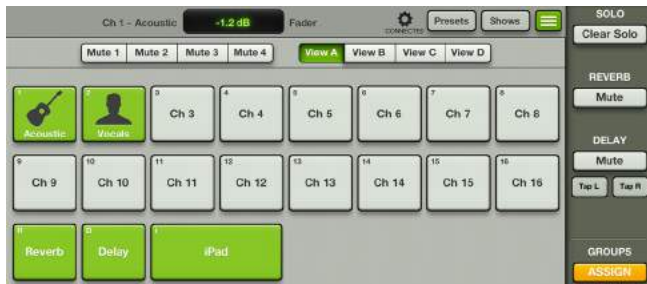 Ch 1 - Acoustic -1.2 dB Fader CONNECTED Presets Shows SOLO
Clear Solo
Mute 1 Mute 2 Mute 3 Mute 4 View A View B View C View D
REVERB
Mute
1 2 3 4 5 6 7 8
Acoustic Vocals Ch 3 Ch 4 Ch 5 Ch 6 Ch 7 Ch 8
DELAY
Mute
9 10 11 12 13 14 15 16
Ch 9 Ch 10 Ch 11 Ch 12 Ch 13 Ch 14 Ch 15 Ch 16
Tap L Tap R
R D I
Reverb Delay iPad
GROUPS
ASSIGN